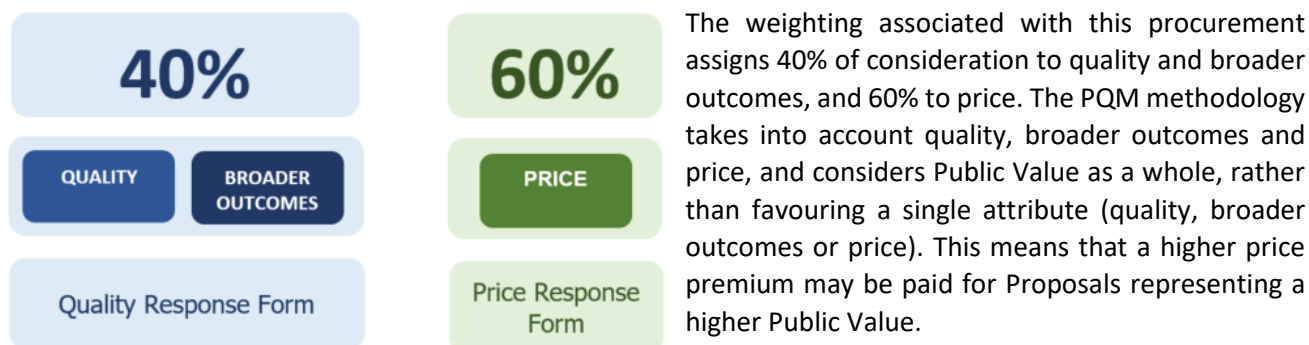 40%
QUALITY
BROADER
OUTCOMES
Quality Response Form
60%
PRICE
Price Response
Form
The weighting associated with this procurement
assigns 40% of consideration to quality and broader
outcomes, and 60% to price. The PQM methodology
takes into account quality, broader outcomes and
price, and considers Public Value as a whole, rather
than favouring a single attribute (quality, broader
outcomes or price). This means that a higher price
premium may be paid for Proposals representing a
higher Public Value.